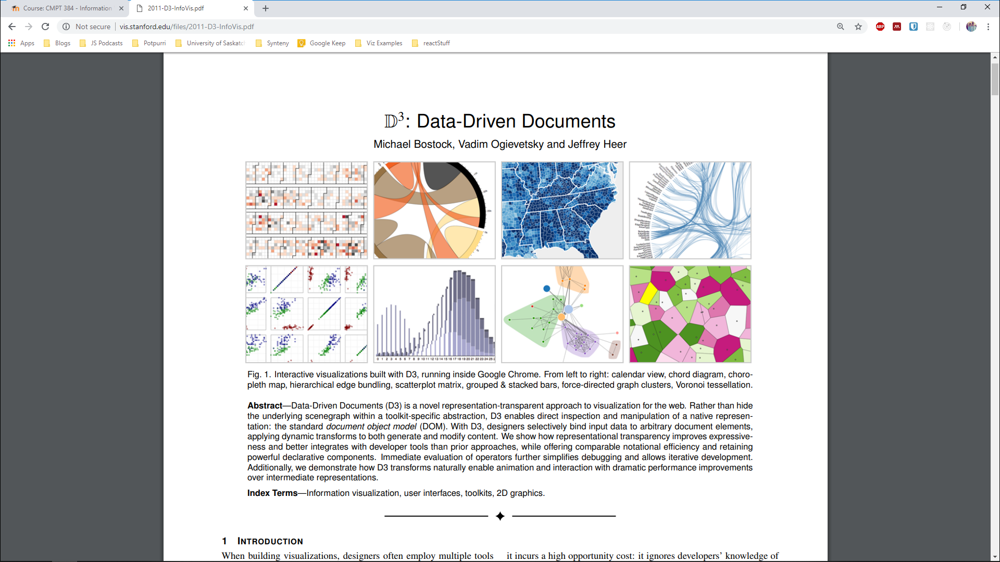 Course: CMPT 384 - Information
2011-D3-InfoVis.pdf
Not secure
vis.stanford.edu/files/2011-D3-InfoVis.pdf
ABP
Apps
Blogs
JS Podcasts
Potpurri
University of Saskatc
Synteny
Google Keep
Viz Examples
reactStuff
𝔻³: Data-Driven Documents
Michael Bostock, Vadim Ogievetsky and Jeffrey Heer
0 1 2 3 4 5 6 7 8 9 10 11 12 13 14 15 16 17 18 19 20 21 22 23 24 25
Fig. 1. Interactive visualizations built with D3, running inside Google Chrome. From left to right: calendar view, chord diagram, choro-
pleth map, hierarchical edge bundling, scatterplot matrix, grouped & stacked bars, force-directed graph clusters, Voronoi tessellation.
Abstract—Data-Driven Documents (D3) is a novel representation-transparent approach to visualization for the web. Rather than hide
the underlying scenegraph within a toolkit-specific abstraction, D3 enables direct inspection and manipulation of a native represen-
tation: the standard document object model (DOM). With D3, designers selectively bind input data to arbitrary document elements,
applying dynamic transforms to both generate and modify content. We show how representational transparency improves expressive-
ness and better integrates with developer tools than prior approaches, while offering comparable notational efficiency and retaining
powerful declarative components. Immediate evaluation of operators further simplifies debugging and allows iterative development.
Additionally, we demonstrate how D3 transforms naturally enable animation and interaction with dramatic performance improvements
over intermediate representations.
Index Terms—Information visualization, user interfaces, toolkits, 2D graphics.
1 INTRODUCTION
When building visualizations, designers often employ multiple tools
it incurs a high opportunity cost: it ignores developers' knowledge of